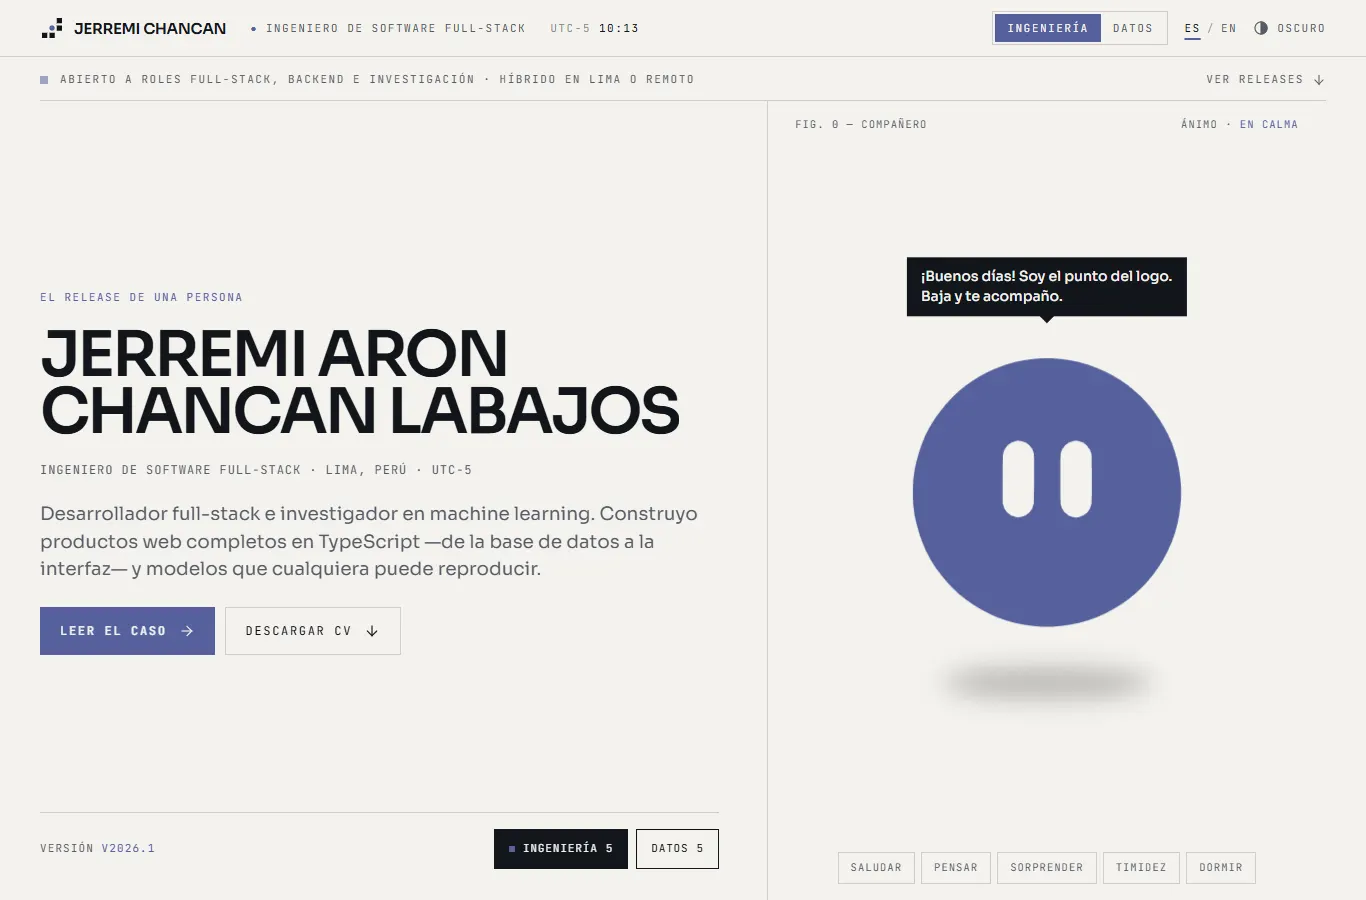 JERREMI CHANCAN
INGENIERO DE SOFTWARE FULL-STACK
UTC-5 10:13
INGENIERÍA
DATOS
ES / EN
OSCURO
ABIERTO A ROLES FULL-STACK, BACKEND E INVESTIGACIÓN · HÍBRIDO EN LIMA O REMOTO
VER RELEASES ↓
FIG. 0 — COMPAÑERO
ÁNIMO · EN CALMA
¡Buenos días! Soy el punto del logo.
Baja y te acompaño.
EL RELEASE DE UNA PERSONA
JERREMI ARON
CHANCAN LABAJOS
INGENIERO DE SOFTWARE FULL-STACK · LIMA, PERÚ · UTC-5
Desarrollador full-stack e investigador en machine learning. Construyo
productos web completos en TypeScript —de la base de datos a la
interfaz— y modelos que cualquiera puede reproducir.
LEER EL CASO →
DESCARGAR CV ↓
VERSIÓN V2026.1
INGENIERÍA 5
DATOS 5
SALUDAR
PENSAR
SORPRENDER
TIMIDEZ
DORMIR